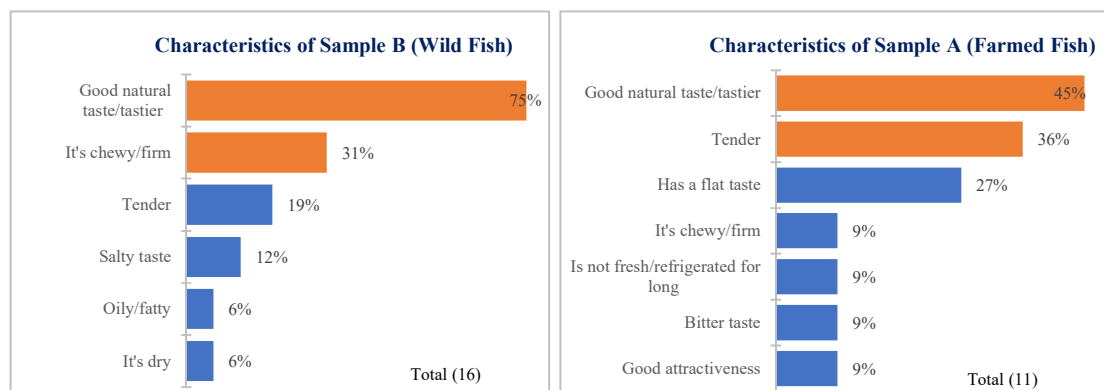 Characteristics of Sample B (Wild Fish)
Good natural
taste/tastier
75%
It's chewy/firm
31%
Tender
19%
Salty taste
12%
Oily/fatty
6%
It's dry
6%
Total (16)
Characteristics of Sample A (Farmed Fish)
Good natural taste/tastier
45%
Tender
36%
Has a flat taste
27%
It's chewy/firm
9%
Is not fresh/refrigerated for
long
9%
Bitter taste
9%
Good attractiveness
9%
Total (11)